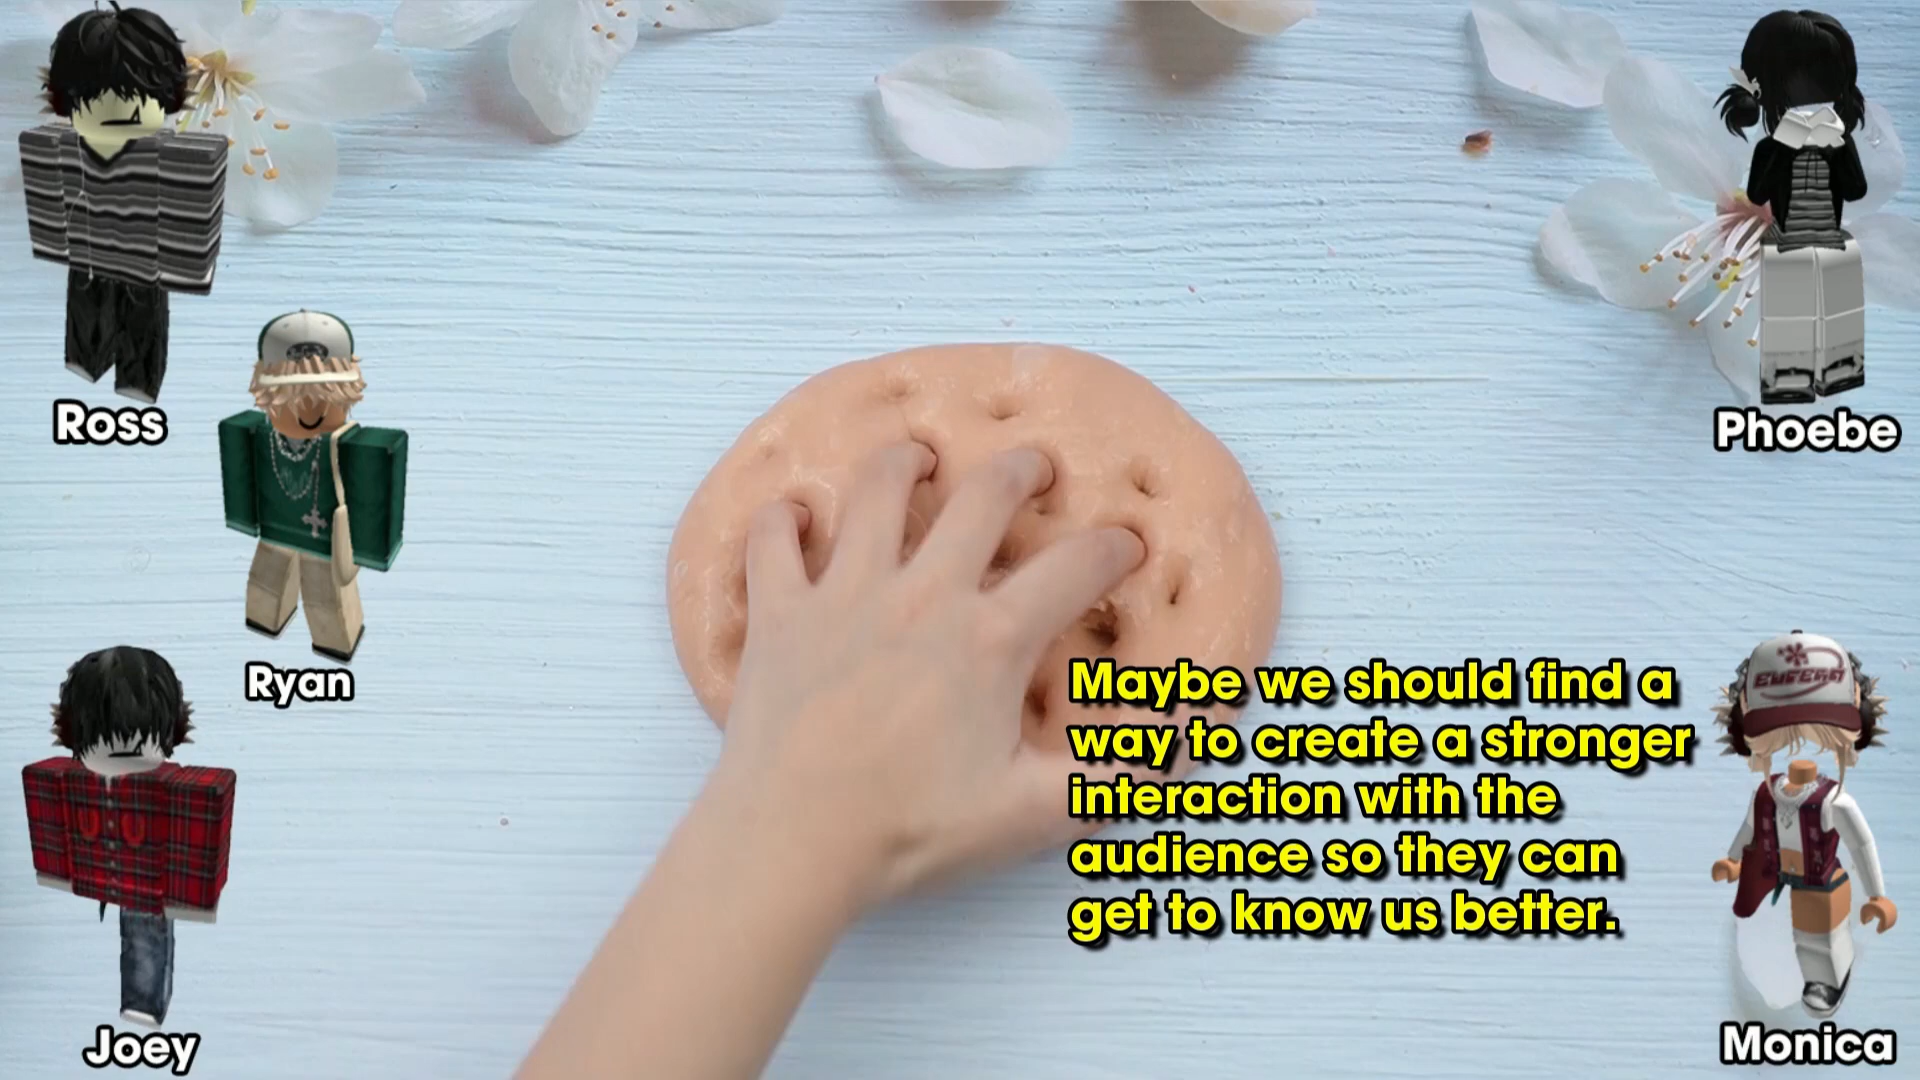 Ross
Phoebe
Ryan
Maybe we should find a
way to create a stronger
interaction with the
audience so they can
get to know us better.
Joey
Monica